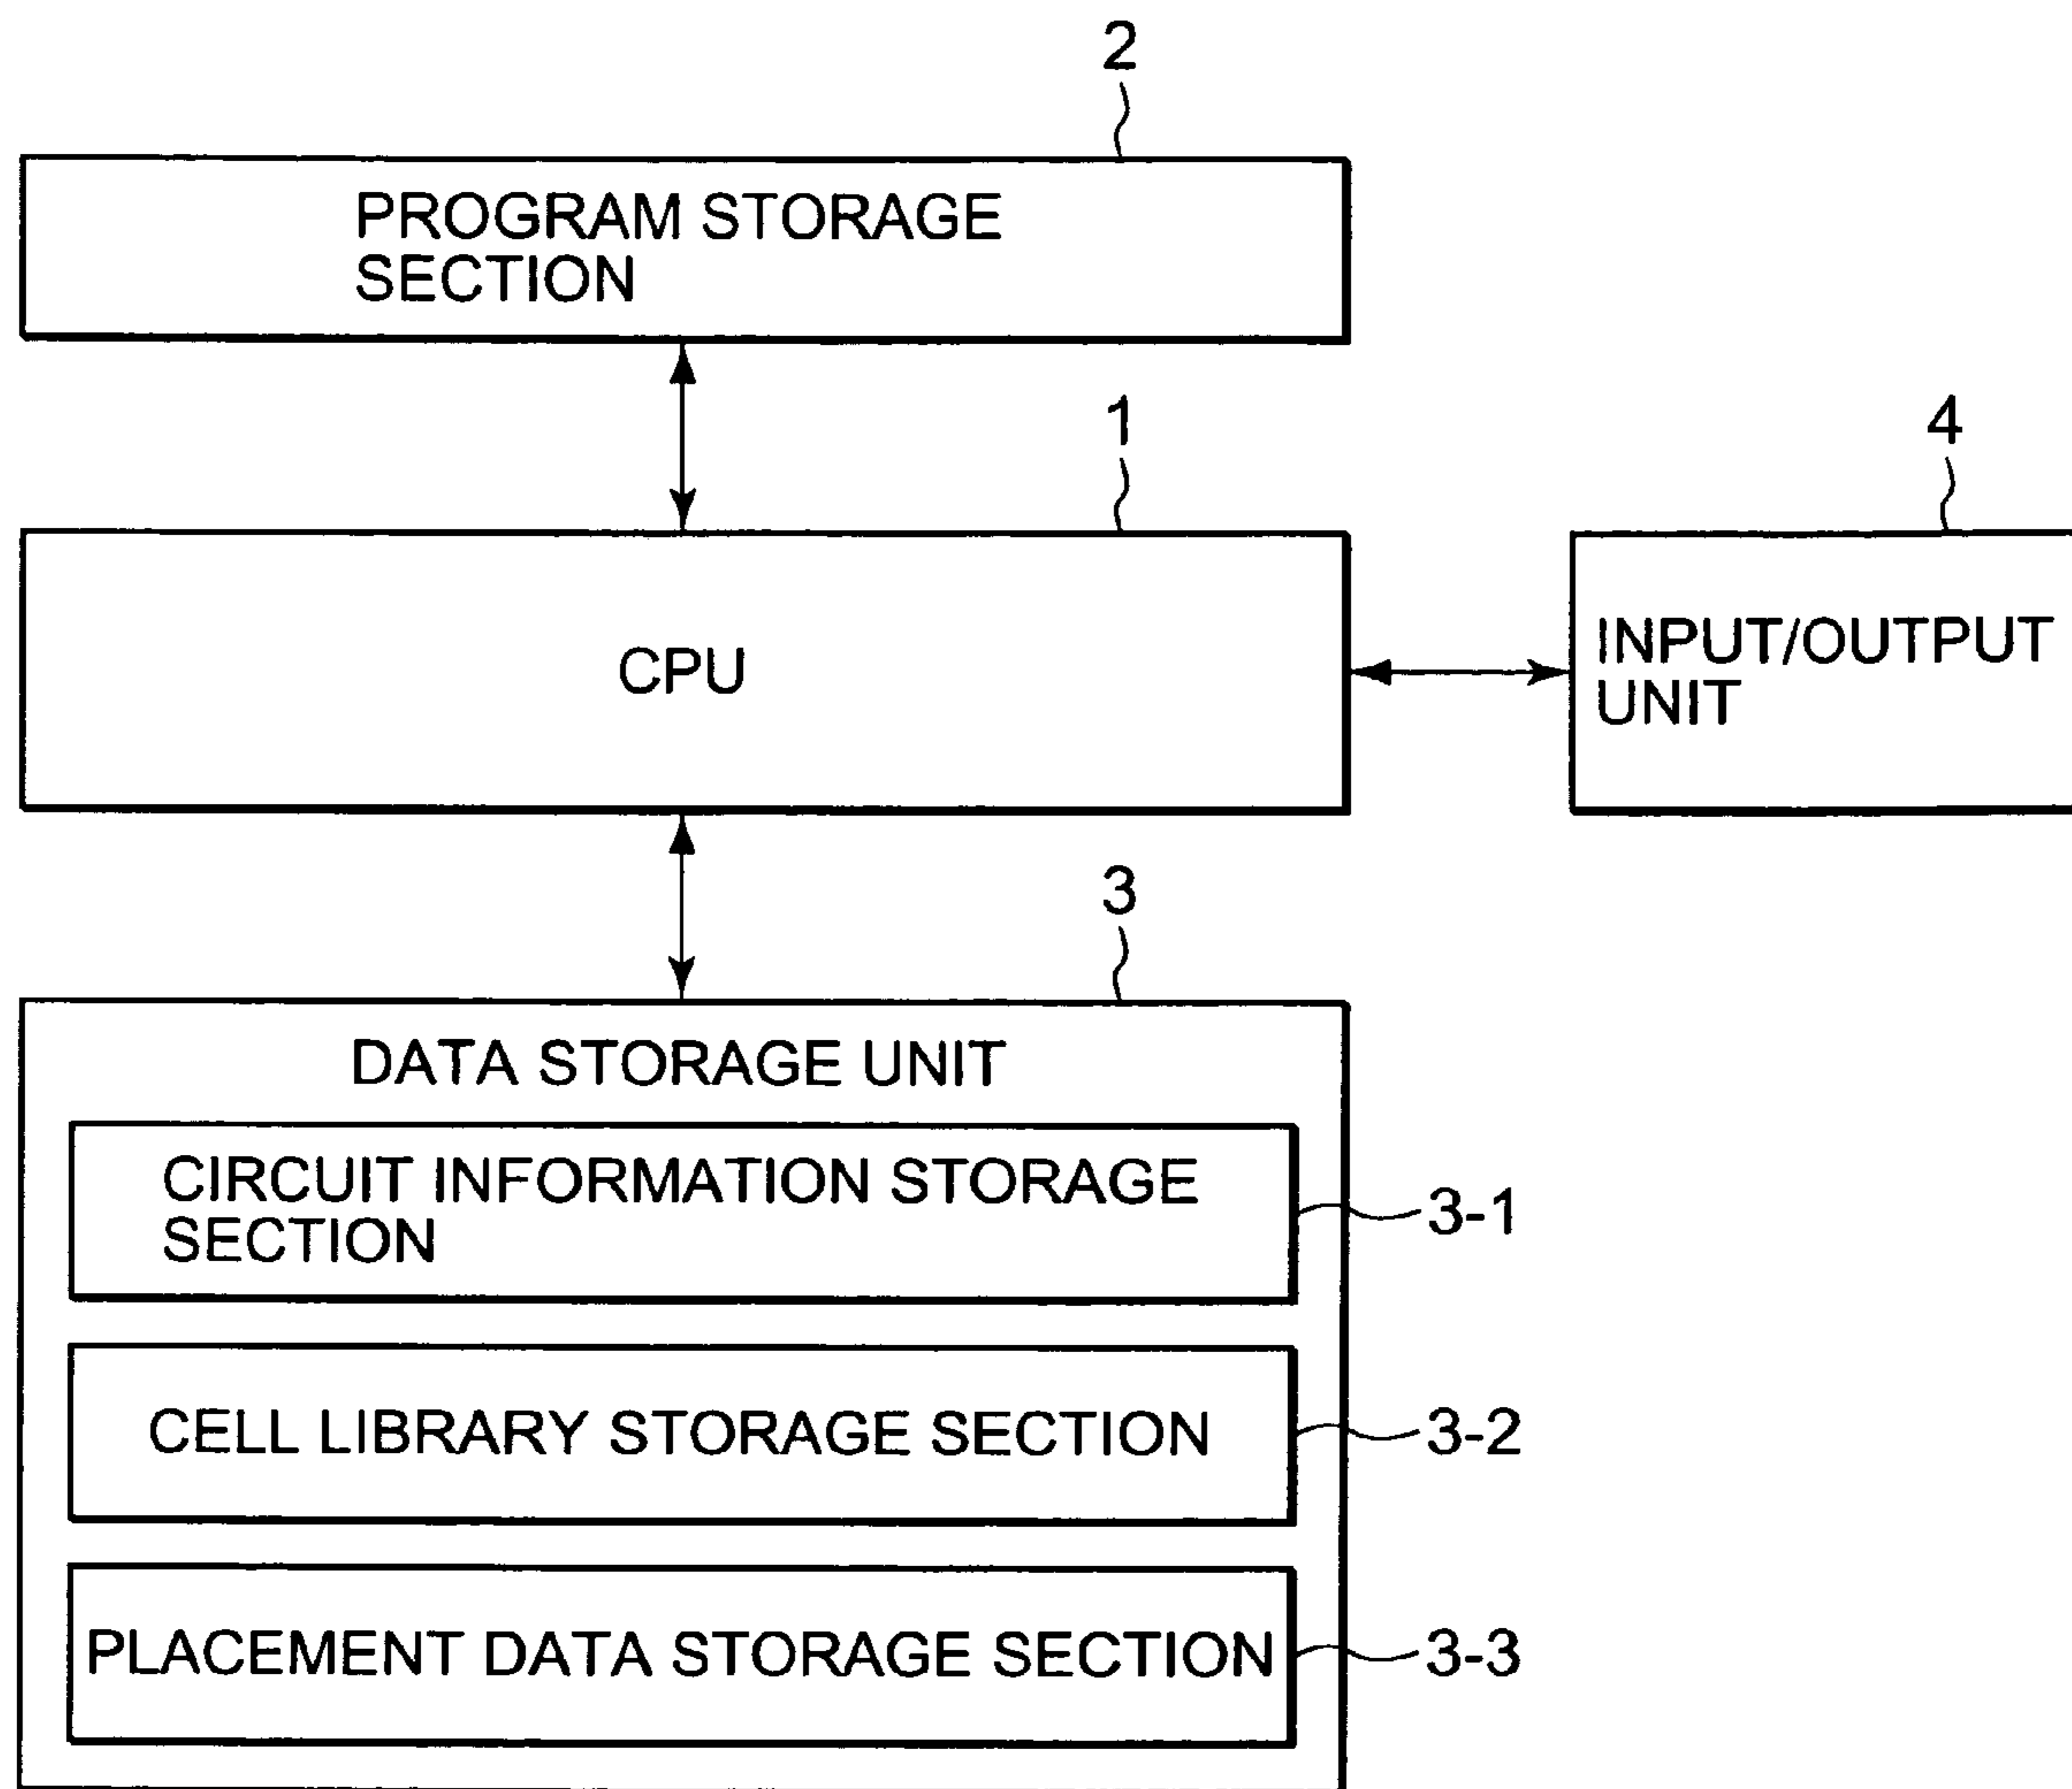 2
PROGRAM STORAGE
SECTION
1
4
CPU
INPUT/OUTPUT
UNIT
3
DATA STORAGE UNIT
CIRCUIT INFORMATION STORAGE
SECTION
3-1
CELL LIBRARY STORAGE SECTION
3-2
PLACEMENT DATA STORAGE SECTION
3-3